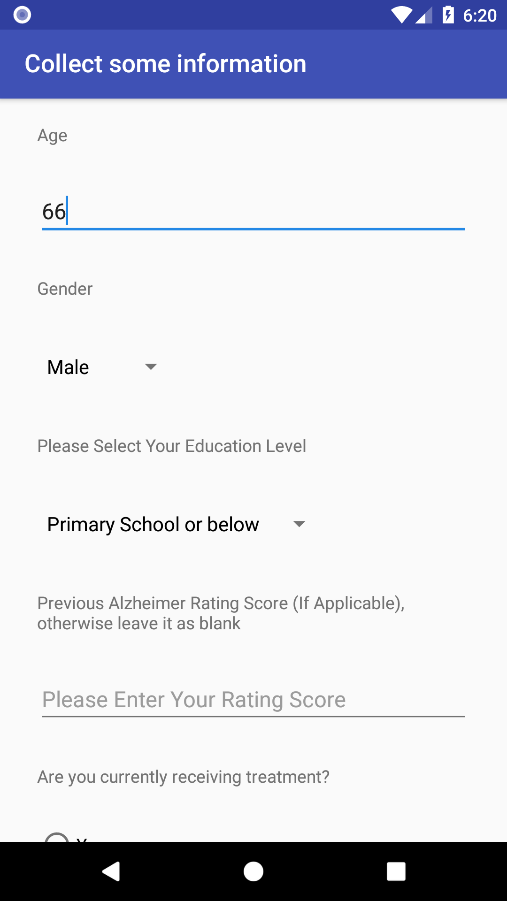 6:20
Collect some information
Age
66
Gender
Male
Please Select Your Education Level
Primary School or below
Previous Alzheimer Rating Score (If Applicable),
otherwise leave it as blank
Please Enter Your Rating Score
Are you currently receiving treatment?